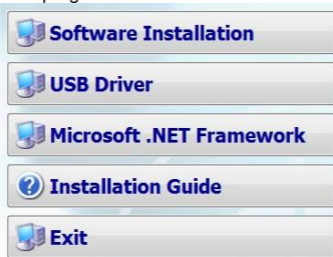 Software Installation
USB Driver
Microsoft .NET Framework
Installation Guide
Exit